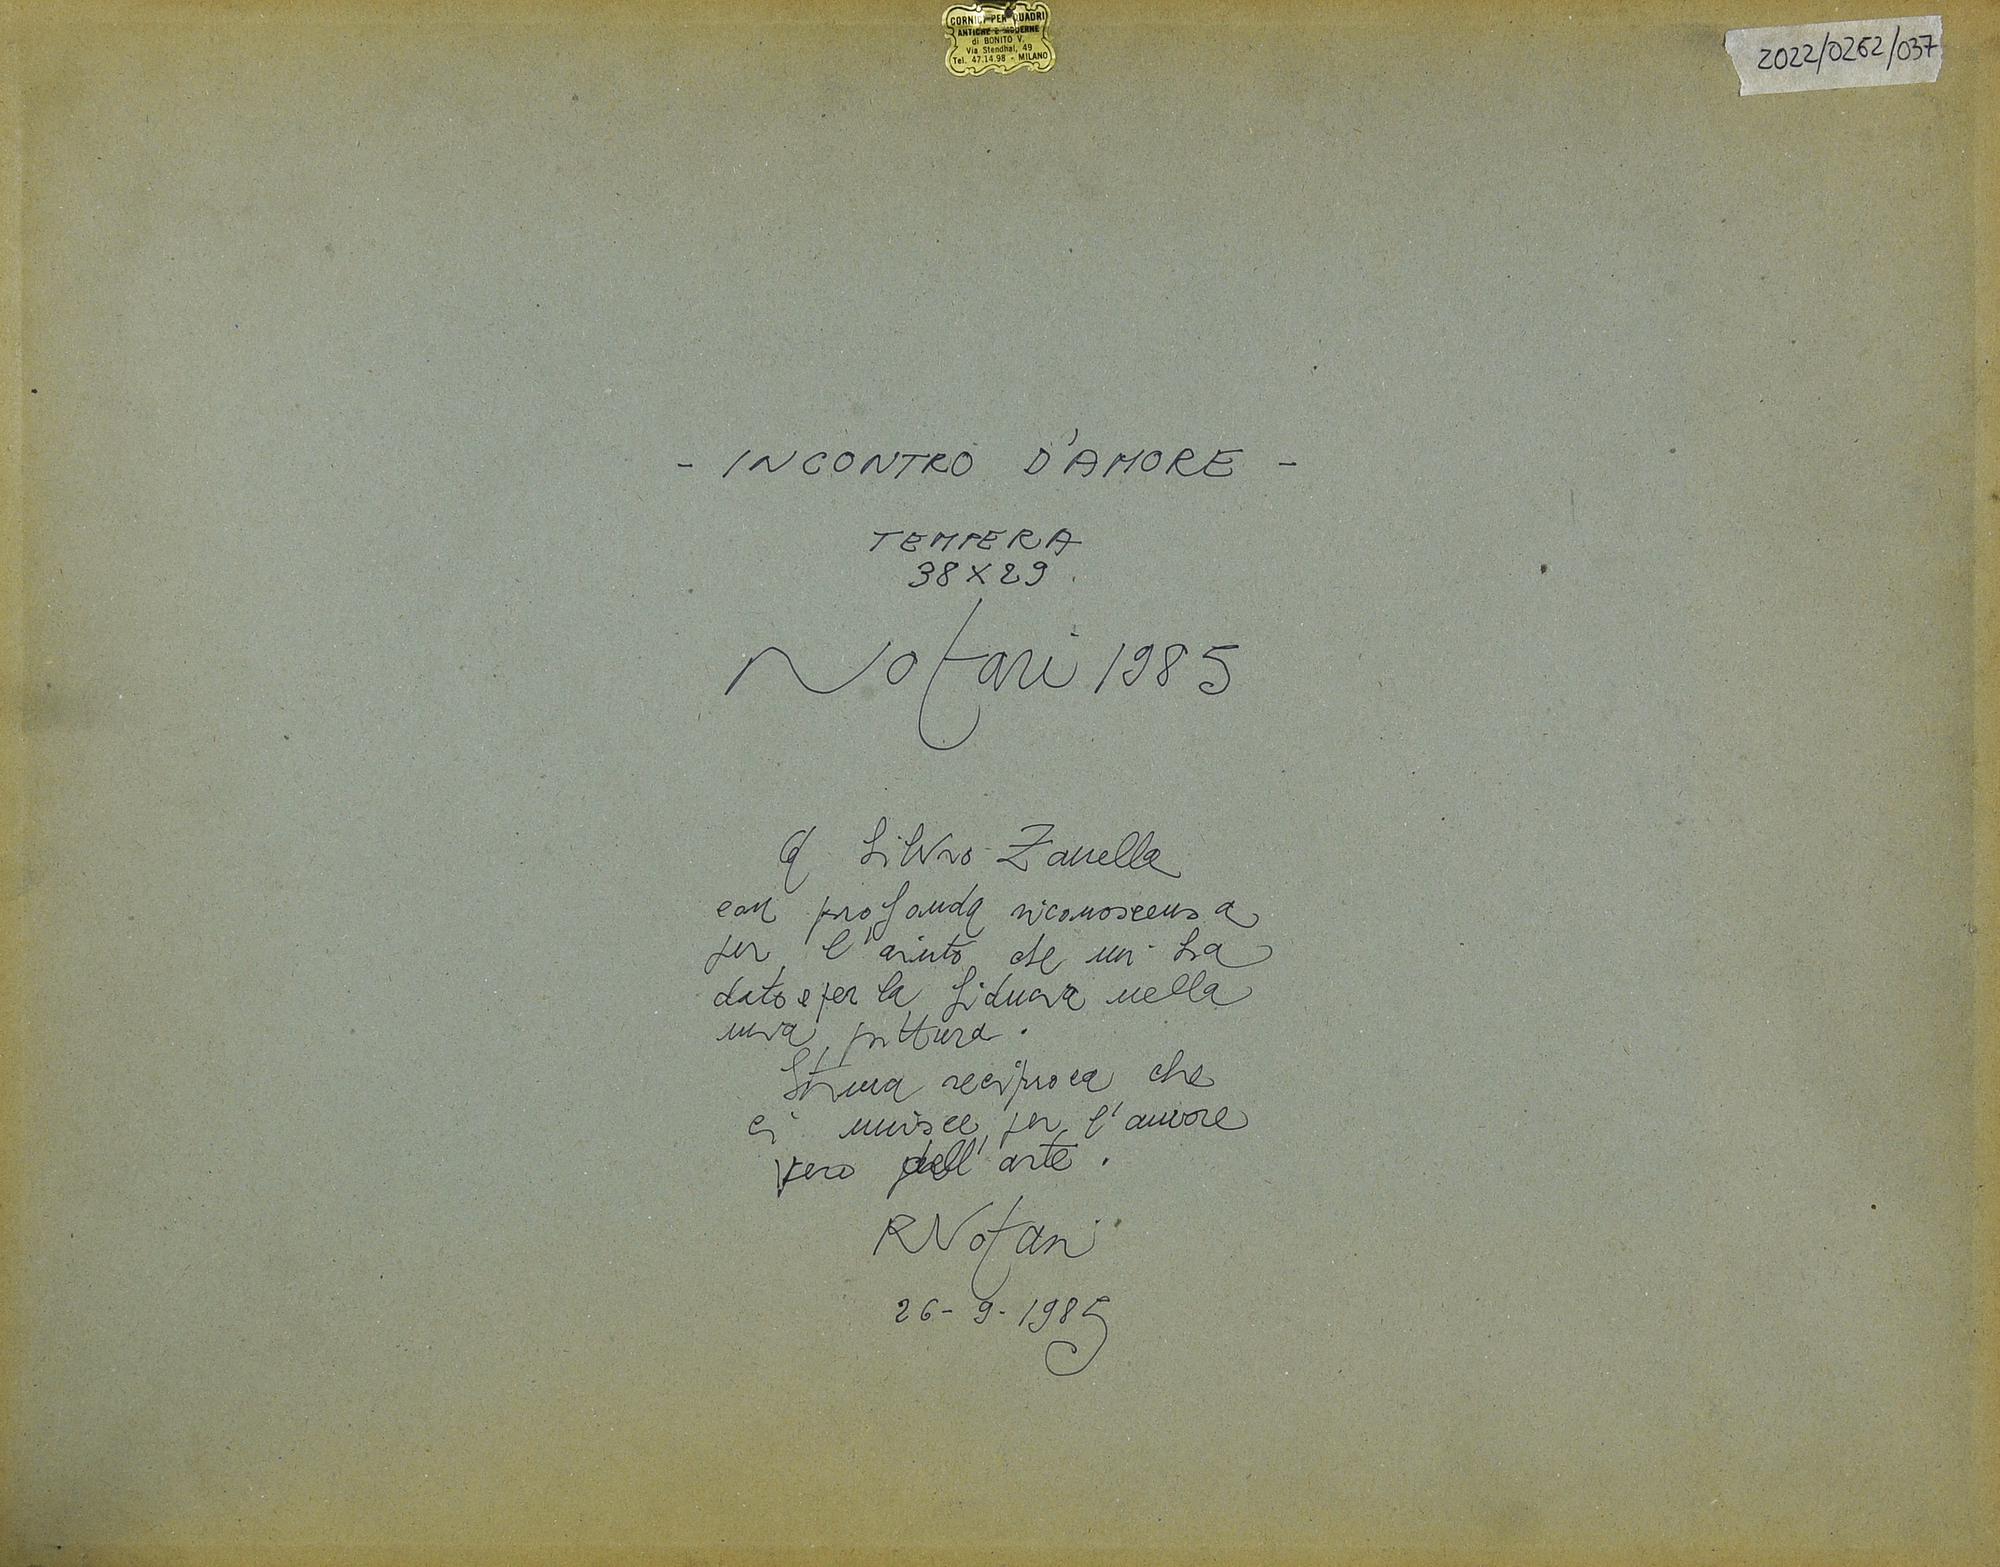 CORNICI PER QUADRI
ANTICHE E MODERNE
di BONITO V.
Via Stendhal, 49
Tel. 47.14.98 - MILANO
2022/0262/037
- INCONTRO D'AMORE -
TEMPERA
38X29
Notari 1985
A Silvio Zanella
con profonda riconoscenza
per l'aiuto che mi ha
dato e per la fiducia nella
mia pittura.
Stima reciproca che
ci unisce per l'amore
vero dell'arte.
RNotari
26-9-1985